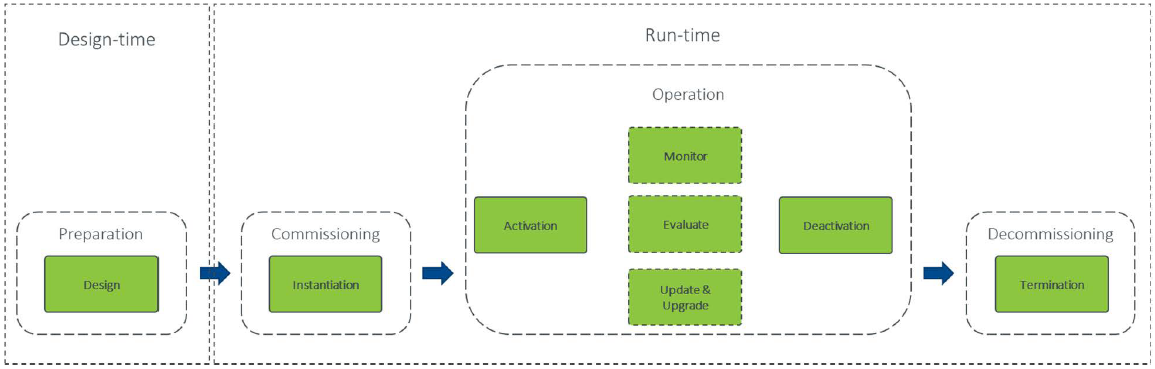 Design-time
Run-time
Preparation
Design
Commissioning
Instantiation
Operation
Monitor
Activation
Evaluate
Deactivation
Update &
Upgrade
Decommissioning
Termination